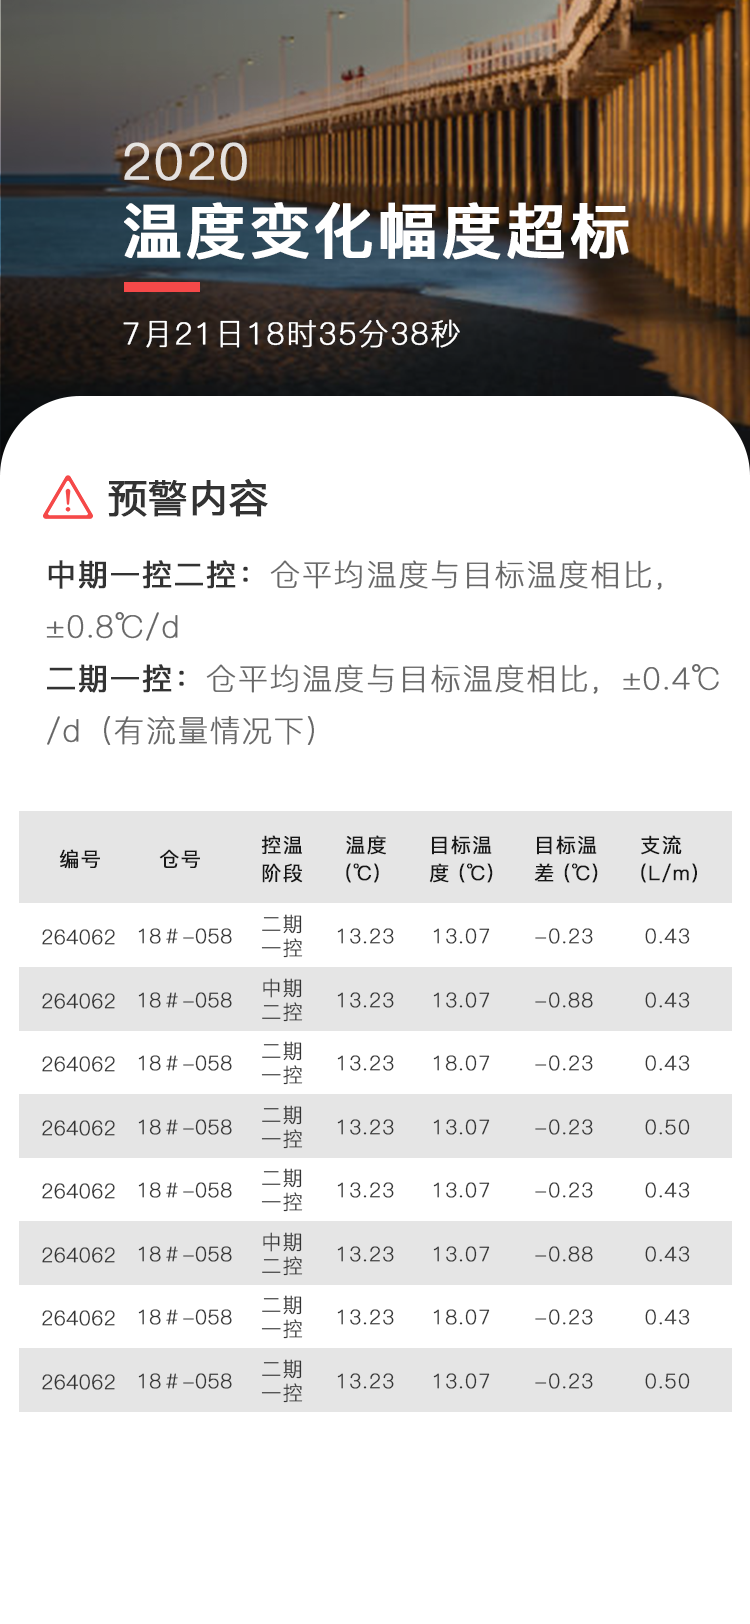 2020
温度变化幅度超标
7月21日18时35分38秒
预警内容
中期一控二控：仓平均温度与目标温度相比，
±0.8℃/d
二期一控：仓平均温度与目标温度相比，±0.4℃
/d（有流量情况下）
编号 仓号 控温阶段 温度(℃) 目标温度 (℃) 目标温差 (℃) 支流(L/m)
264062 18#-058 二期一控 13.23 13.07 -0.23 0.43
264062 18#-058 中期二控 13.23 13.07 -0.88 0.43
264062 18#-058 二期一控 13.23 18.07 -0.23 0.43
264062 18#-058 二期一控 13.23 13.07 -0.23 0.50
264062 18#-058 二期一控 13.23 13.07 -0.23 0.43
264062 18#-058 中期二控 13.23 13.07 -0.88 0.43
264062 18#-058 二期一控 13.23 18.07 -0.23 0.43
264062 18#-058 二期一控 13.23 13.07 -0.23 0.50